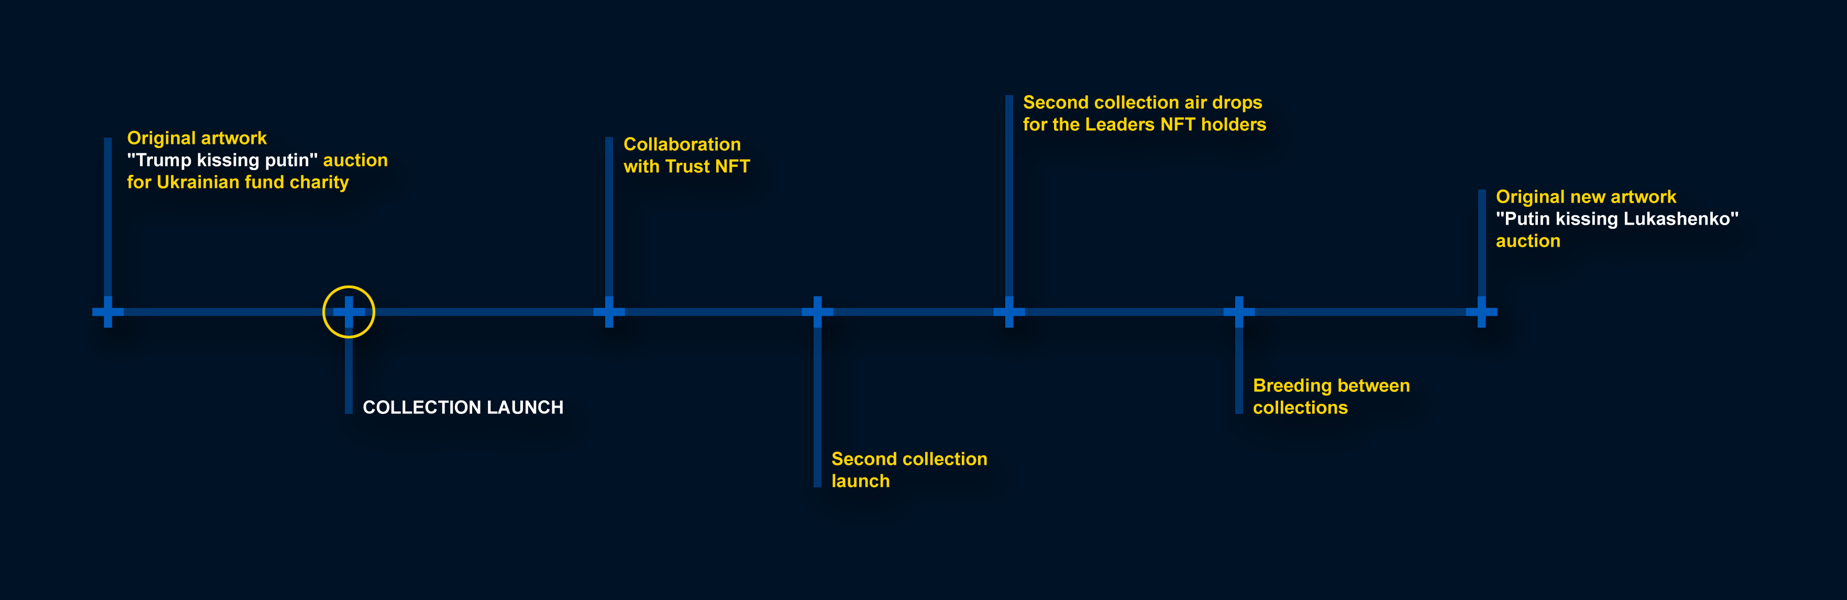 Original artwork
"Trump kissing putin" auction
for Ukrainian fund charity
COLLECTION LAUNCH
Collaboration
with Trust NFT
Second collection
launch
Second collection air drops
for the Leaders NFT holders
Breeding between
collections
Original new artwork
"Putin kissing Lukashenko"
auction